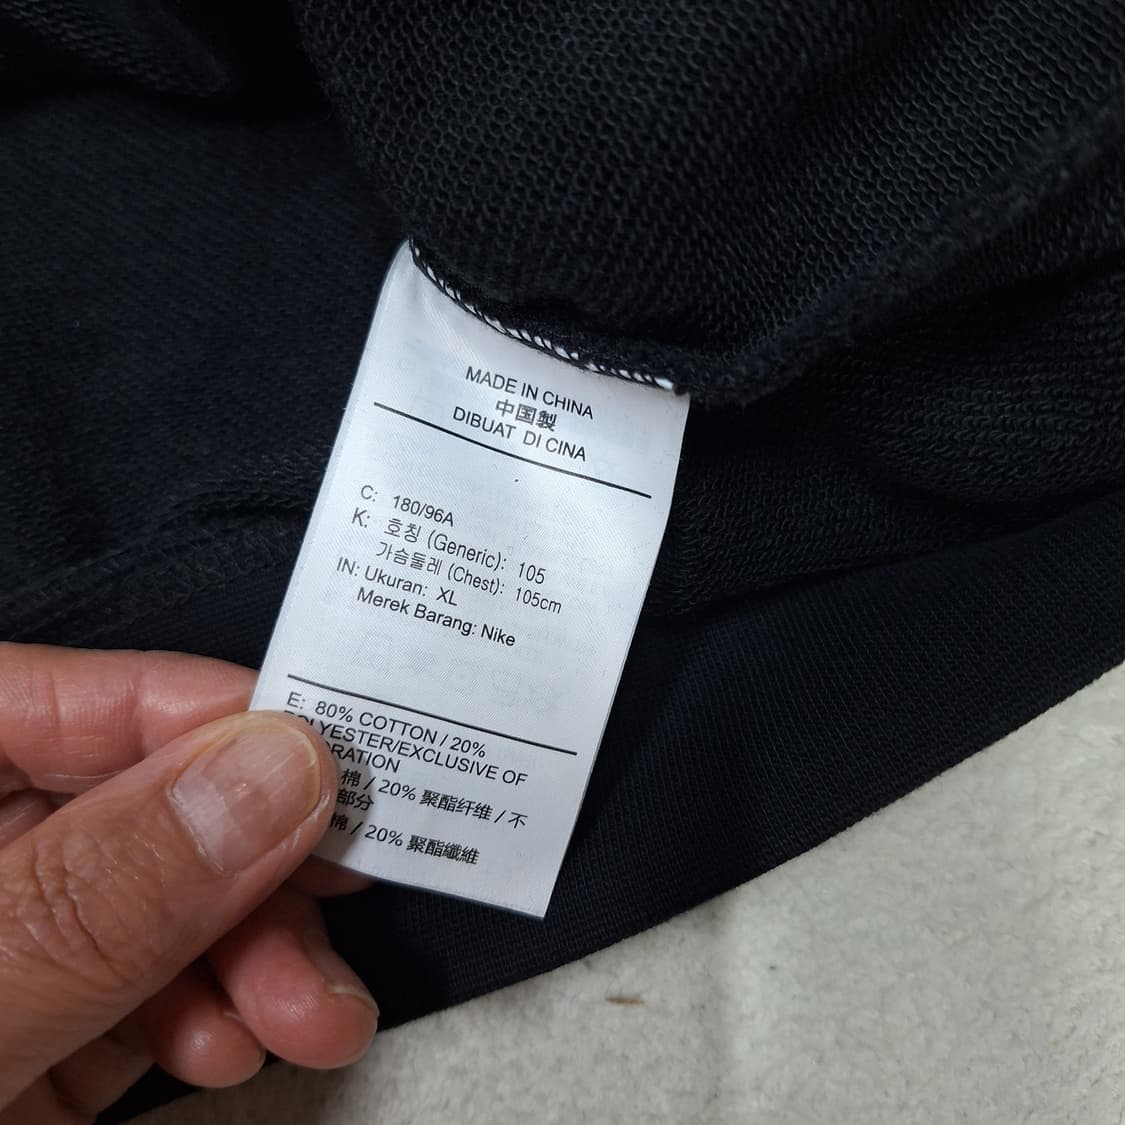 MADE IN CHINA
中国製
DIBUAT DI CINA
C: 180/96A
K: 호칭 (Generic): 105
가슴둘레 (Chest): 105cm
IN: Ukuran: XL
Merek Barang: Nike
E: 80% COTTON / 20%
POLYESTER/EXCLUSIVE OF
棉 / 20% 聚酯纤维 / 不
部分
棉 / 20% 聚酯纖維